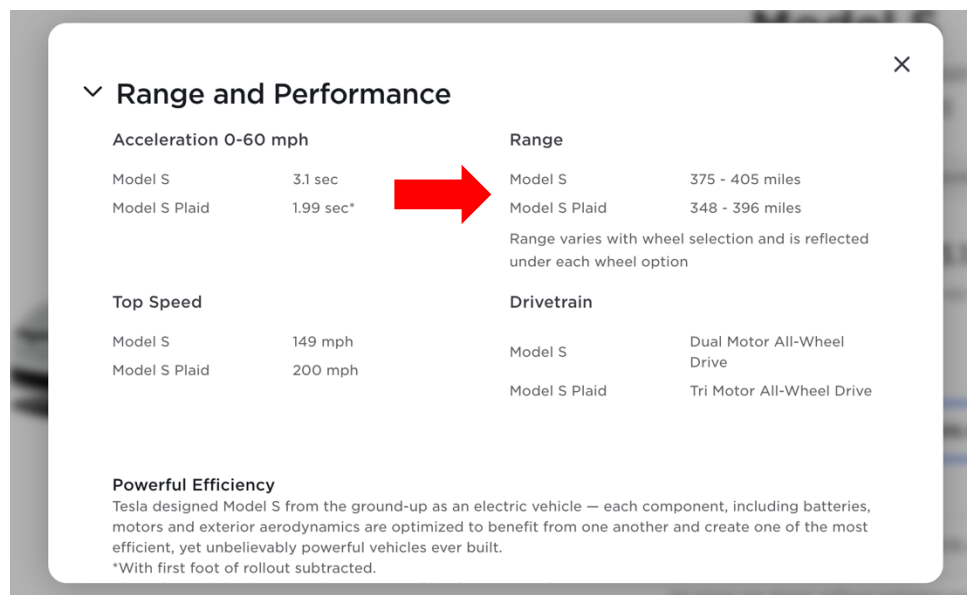 Model S
Range and Performance
Acceleration 0-60 mph
Model S 3.1 sec
Model S Plaid 1.99 sec*
Range
Model S 375 - 405 miles
Model S Plaid 348 - 396 miles
Range varies with wheel selection and is reflected
under each wheel option
Top Speed
Model S 149 mph
Model S Plaid 200 mph
Drivetrain
Model S Dual Motor All-Wheel
Drive
Model S Plaid Tri Motor All-Wheel Drive
Powerful Efficiency
Tesla designed Model S from the ground-up as an electric vehicle — each component, including batteries,
motors and exterior aerodynamics are optimized to benefit from one another and create one of the most
efficient, yet unbelievably powerful vehicles ever built.
*With first foot of rollout subtracted.